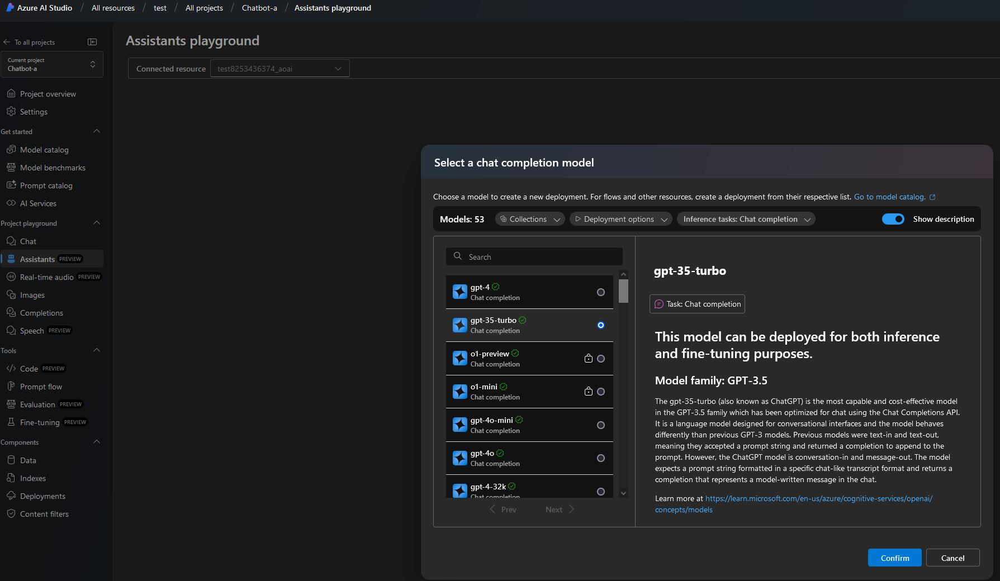 Azure AI Studio / All resources / test / All projects / Chatbot-a / Assistants playground
To all projects
Current project
Chatbot-a
Project overview
Settings
Get started
Model catalog
Model benchmarks
Prompt catalog
AI Services
Project playground
Chat
Assistants PREVIEW
Real-time audio PREVIEW
Images
Completions
Speech PREVIEW
Tools
Code PREVIEW
Prompt flow
Evaluation PREVIEW
Fine-tuning PREVIEW
Components
Data
Indexes
Deployments
Content filters
Assistants playground
Connected resource test8253436374_aoai
Select a chat completion model
Choose a model to create a new deployment. For flows and other resources, create a deployment from their respective list. Go to model catalog.
Models: 53 Collections Deployment options Inference tasks: Chat completion Show description
Search
gpt-4
Chat completion
gpt-35-turbo
Chat completion
o1-preview
Chat completion
o1-mini
Chat completion
gpt-4o-mini
Chat completion
gpt-4o
Chat completion
gpt-4-32k
Chat completion
Prev Next
gpt-35-turbo
Task: Chat completion
This model can be deployed for both inference
and fine-tuning purposes.
Model family: GPT-3.5
The gpt-35-turbo (also known as ChatGPT) is the most capable and cost-effective model
in the GPT-3.5 family which has been optimized for chat using the Chat Completions API.
It is a language model designed for conversational interfaces and the model behaves
differently than previous GPT-3 models. Previous models were text-in and text-out,
meaning they accepted a prompt string and returned a completion to append to the
prompt. However, the ChatGPT model is conversation-in and message-out. The model
expects a prompt string formatted in a specific chat-like transcript format and returns a
completion that represents a model-written message in the chat.
Learn more at https://learn.microsoft.com/en-us/azure/cognitive-services/openai/
concepts/models
Confirm Cancel